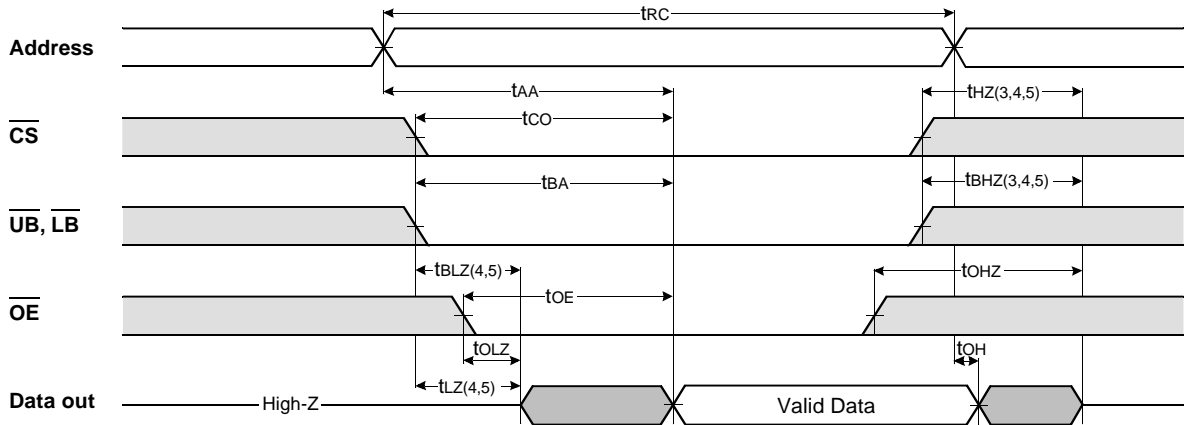 tRC
Address
tAA
tHZ(3,4,5)
CS
tCO
tBA
tBHZ(3,4,5)
UB, LB
tBLZ(4,5)
tOHZ
OE
tOE
tOLZ
tOH
tLZ(4,5)
Data out
High-Z
Valid Data